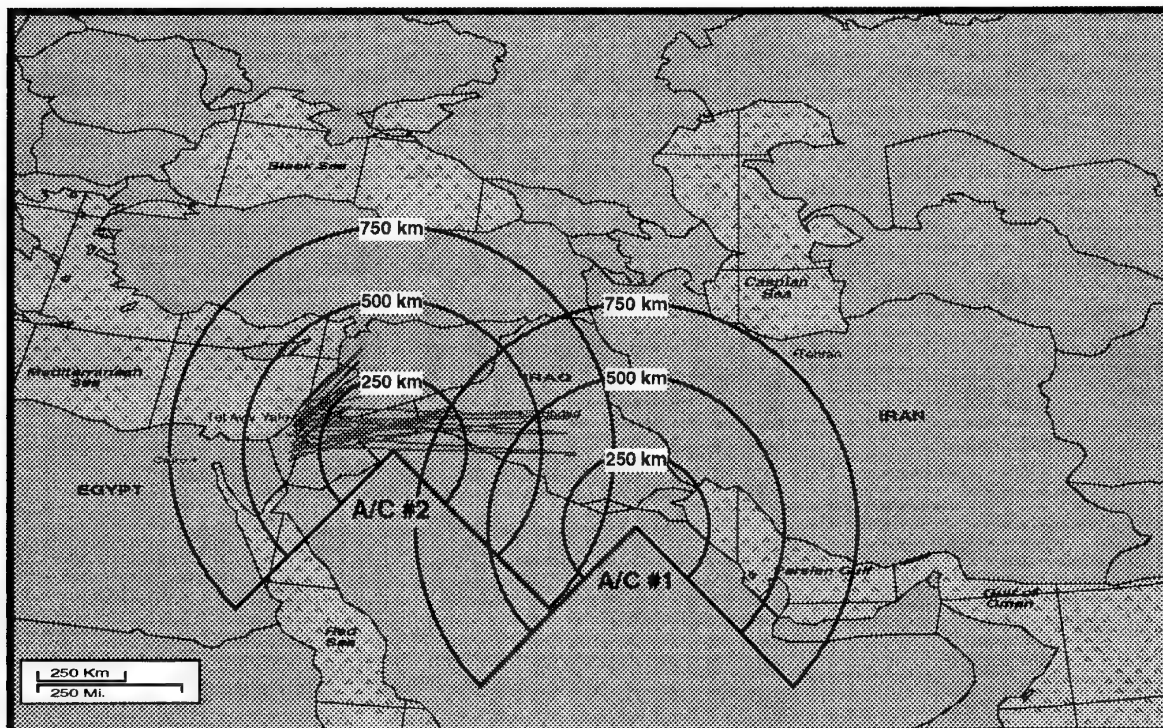 Black Sea
750 km
Caspian
Sea
500 km
750 km
Tehran
Mediterranean
Sea
250 km
IRAQ
500 km
Tel Aviv Yafo
IRAN
250 km
EGYPT
A/C #2
A/C #1
Persian Gulf
Gulf of
Oman
Red
Sea
250 Km
250 Mi.